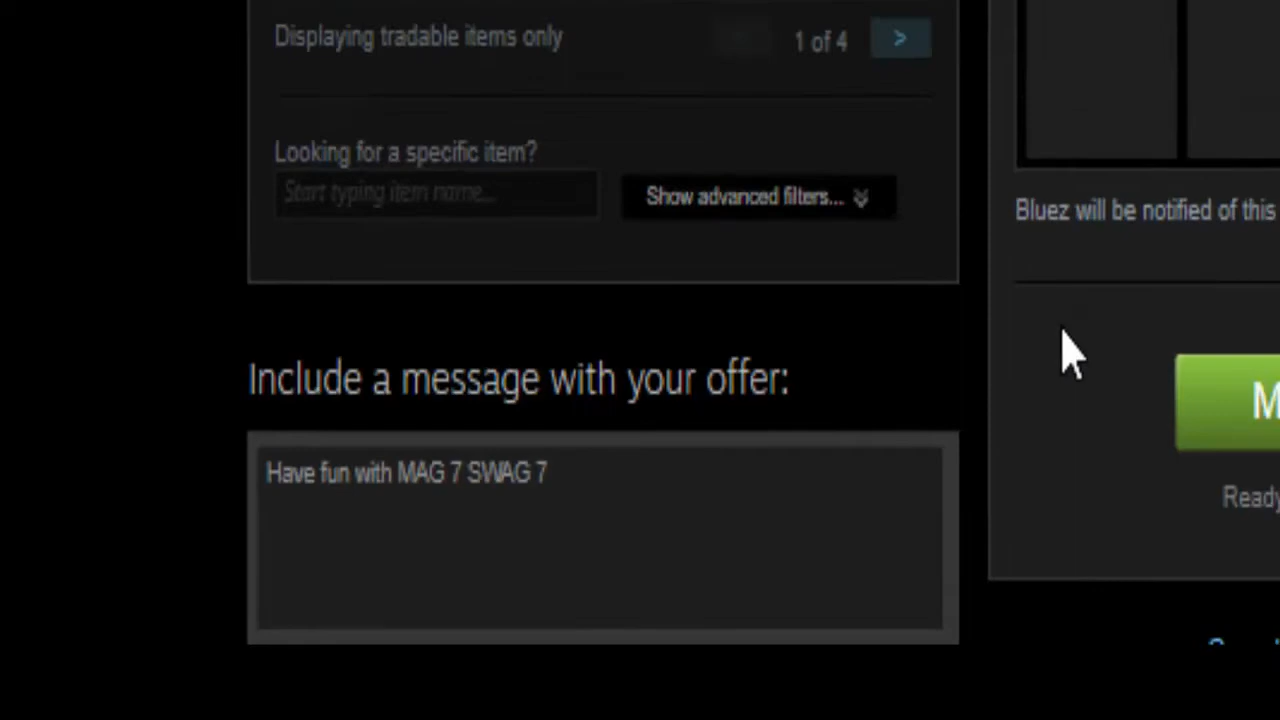 Displaying tradable items only
1 of 4 >
Looking for a specific item?
Start typing item name...
Show advanced filters...
Bluez will be notified of this
Include a message with your offer:
M
Have fun with MAG 7 SWAG 7
Ready